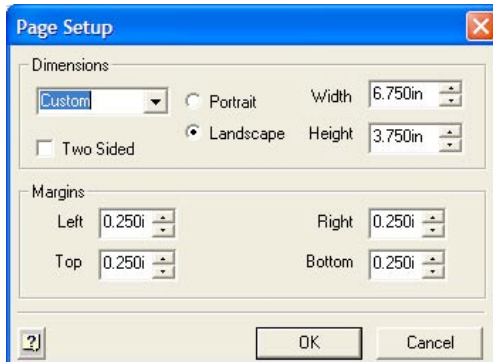 Page Setup
Dimensions
Custom
Portrait
Width 6.750in
Landscape
Height 3.750in
Two Sided
Margins
Left 0.250i
Right 0.250i
Top 0.250i
Bottom 0.250i
?
OK
Cancel